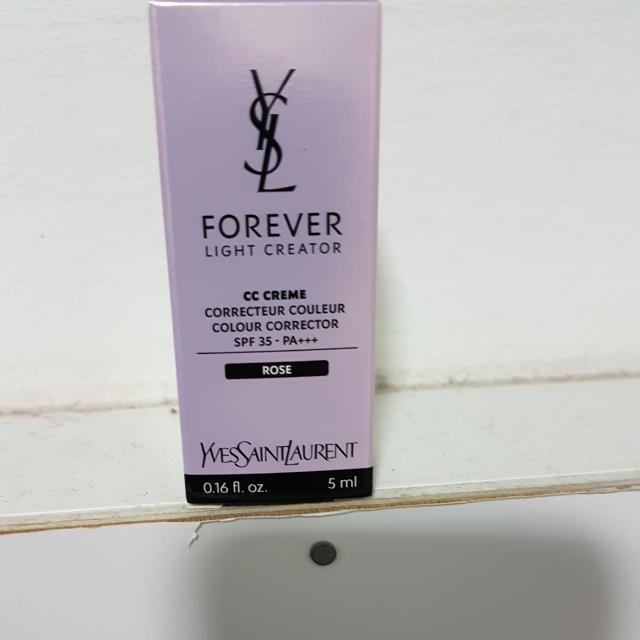 YSL
FOREVER
LIGHT CREATOR
CC CREME
CORRECTEUR COULEUR
COLOUR CORRECTOR
SPF 35 - PA+++
ROSE
YVESSAINTLAURENT
0.16 fl. oz. 5 ml